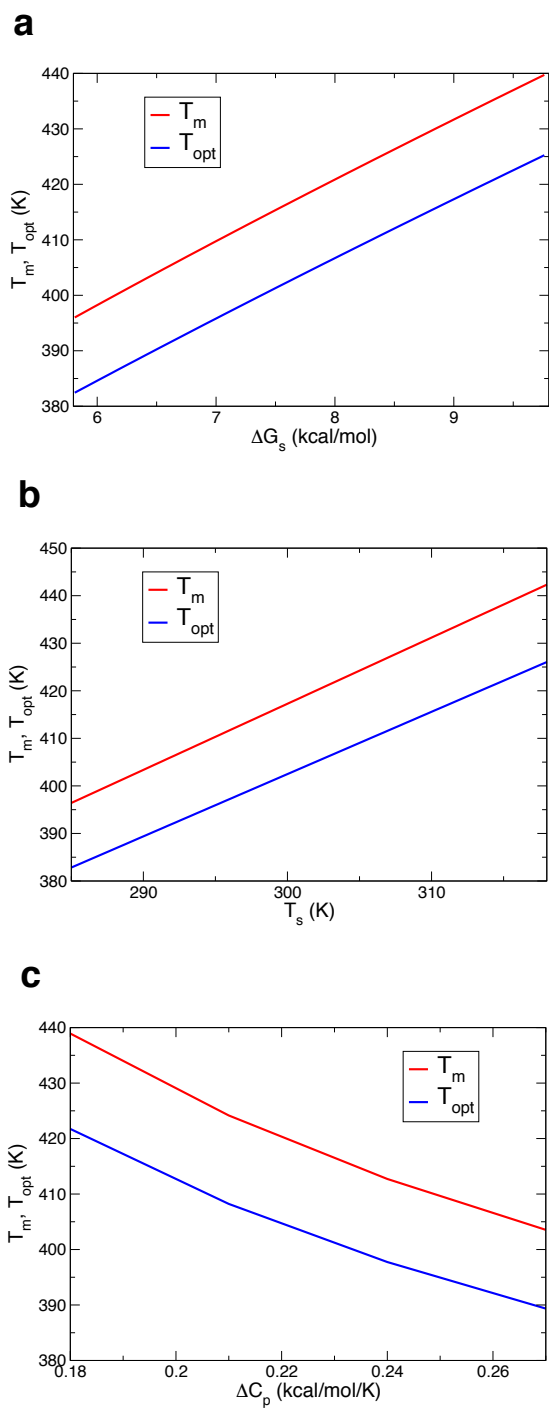 a
440
430
420
410
400
390
380
T_m, T_opt (K)
T_m
T_opt
6
7
8
9
ΔG_s (kcal/mol)
b
450
440
430
420
410
400
390
380
T_m, T_opt (K)
T_m
T_opt
290
300
310
T_s (K)
c
440
430
420
410
400
390
380
T_m, T_opt (K)
T_m
T_opt
0.18
0.2
0.22
0.24
0.26
ΔC_p (kcal/mol/K)